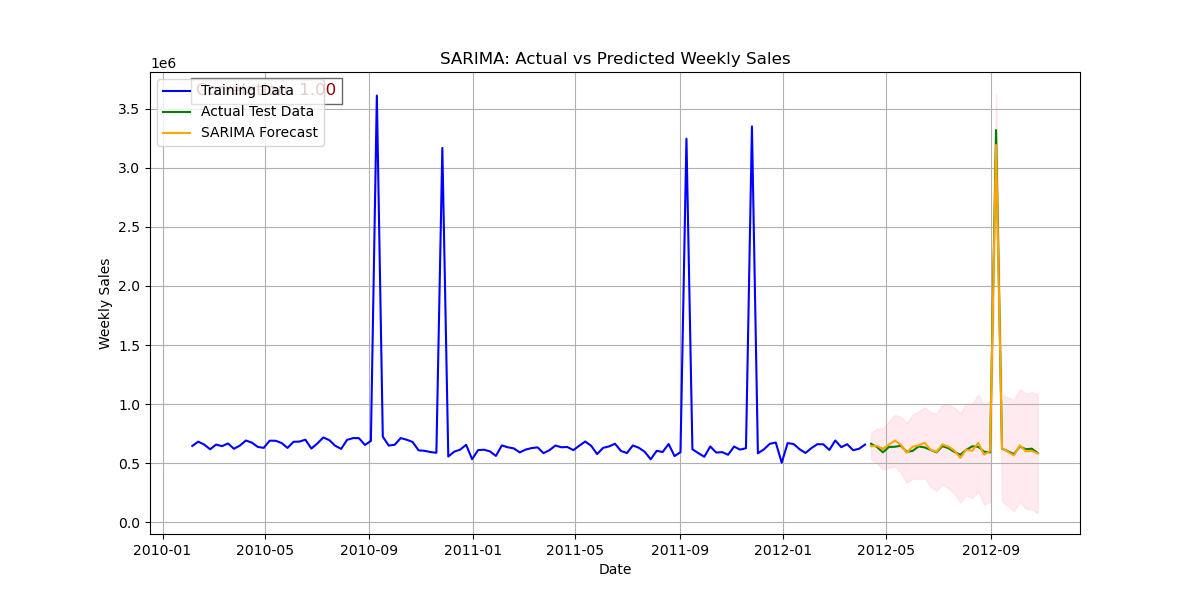 SARIMA: Actual vs Predicted Weekly Sales
1e6
1.00
Training Data
Actual Test Data
SARIMA Forecast
3.5
3.0
2.5
2.0
1.5
1.0
0.5
0.0
Weekly Sales
2010-01 2010-05 2010-09 2011-01 2011-05 2011-09 2012-01 2012-05 2012-09
Date